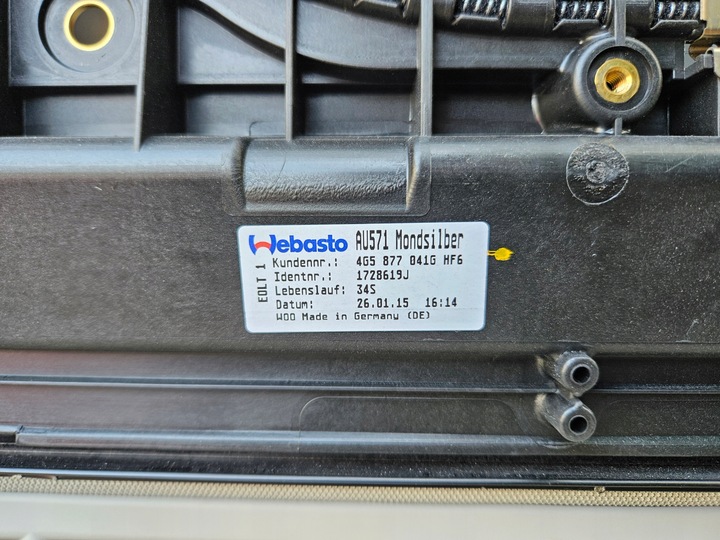 Webasto AU571 Mondsilber
EOLT 1
Kundennr.: 4G5 877 041G HF6
Identnr.: 1728619J
Lebenslauf: 34S
Datum: 26.01.15 16:14
WOO Made in Germany (DE)